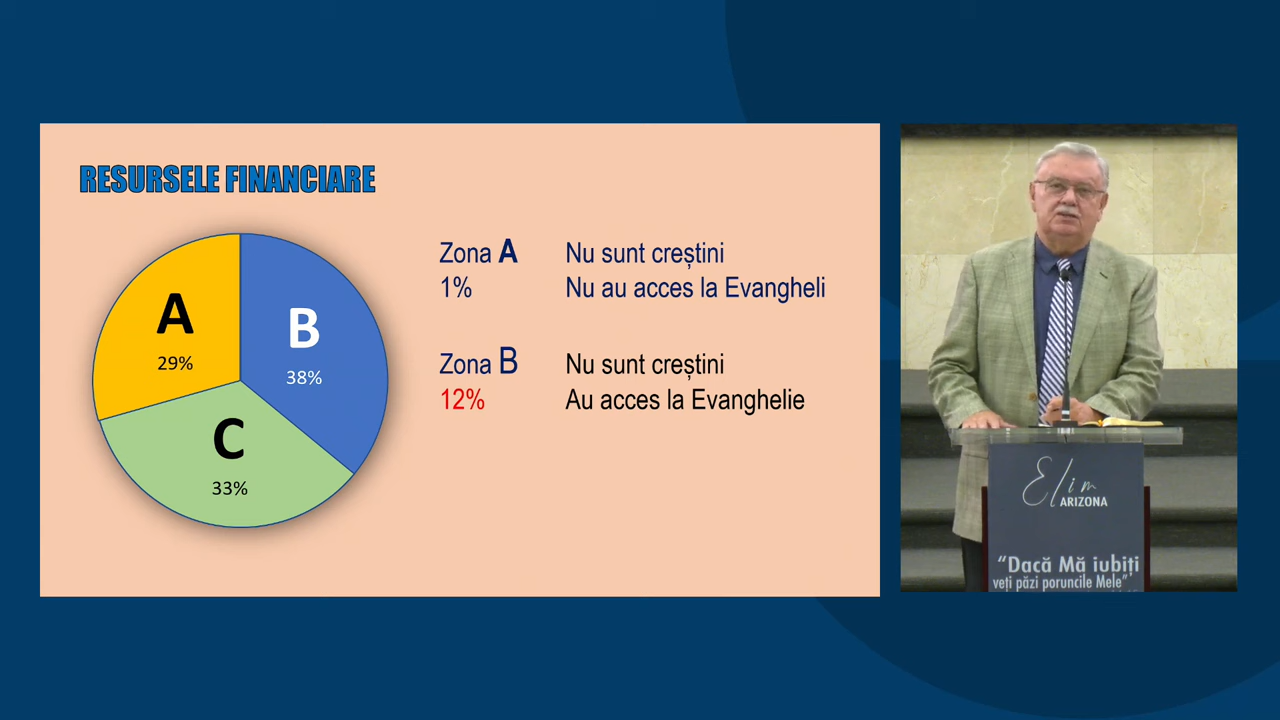 RESURSELE FINANCIARE
A
29%
B
38%
C
33%
Zona A Nu sunt creștini
1% Nu au acces la Evangheli
Zona B Nu sunt creștini
12% Au acces la Evanghelie
Elim
ARIZONA
“Dacă Mă iubiți
veți păzi poruncile Mele”